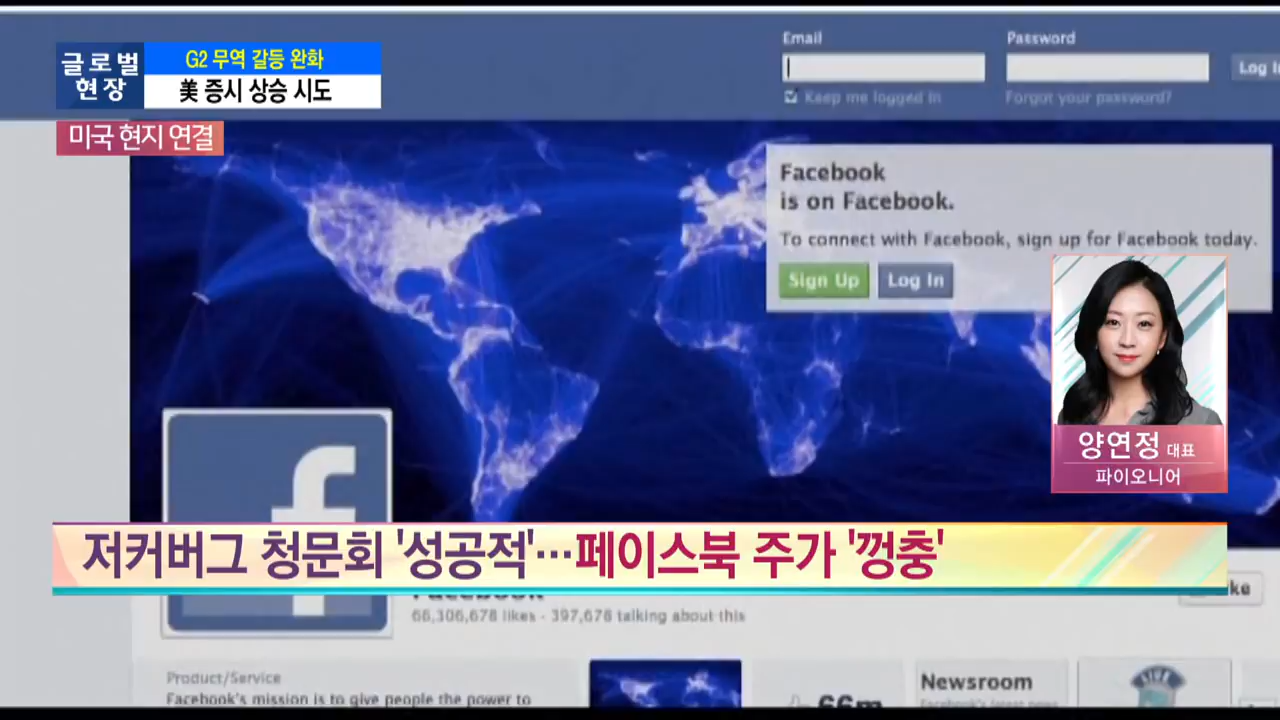 글로벌
현장
G2 무역 갈등 완화
美 증시 상승 시도
미국 현지 연결
Email
Password
Log In
Keep me logged in
Forgot your password?
Facebook
is on Facebook.
To connect with Facebook, sign up for Facebook today.
Sign Up
Log In
양연정 대표
파이오니어
저커버그 청문회 '성공적'…페이스북 주가 '껑충'
Facebook
66,306,678 likes · 397,678 talking about this
Product/Service
Facebook's mission is to give people the power to
66m
Newsroom
Facebook's latest news